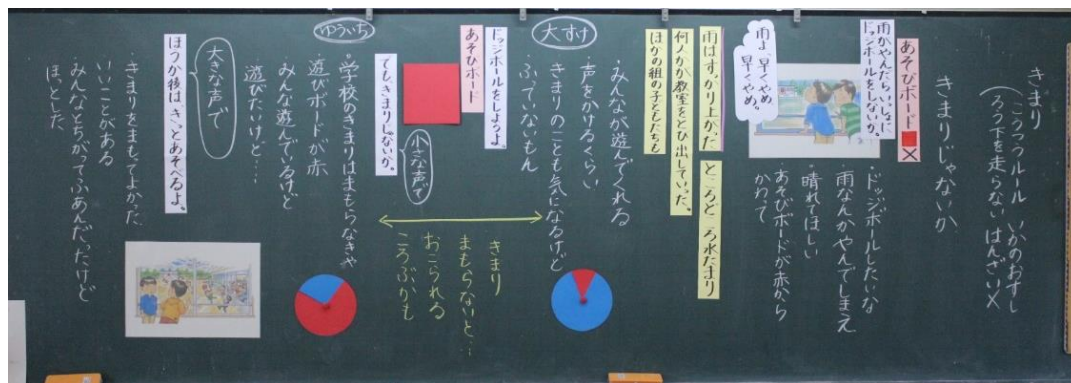 きまり
こうつうルール いかのおすし
ろう下を走らない はんざい×
きまりじゃないか
あそびボード ×
雨がやんだら、いっしょに
ドッジボールをしないか。
雨よ、早くやめ、
早くやめ。
・ドッジボールしたいな
雨なんかやんでしまえ
晴れてほしい
あそびボードが赤から
かわって
雨はすっかり上がった
ところどころ水たまり
何人かが教室をとび出していった。
ほかの組の子どもたちも
大すけ
・みんなが遊んでくれる
・声をかけるくらい
きまりのことも気になるけど
ふっていないもん
ドッジボールをしようよ。
あそびボード
小さな声で
でも、きまりじゃないか。
きまり
まもらないと…
おこられる
ころぶかも
ゆういち
学校のきまりはまもらなきゃ
遊びボードが赤
みんな遊んでいるけど
遊びたいけど…
大きな声で
ほうか後は、きっとあそべるよ。
・きまりをまもってよかった
いいことがある
・みんなとちがってふあんだったけど
ほっとした